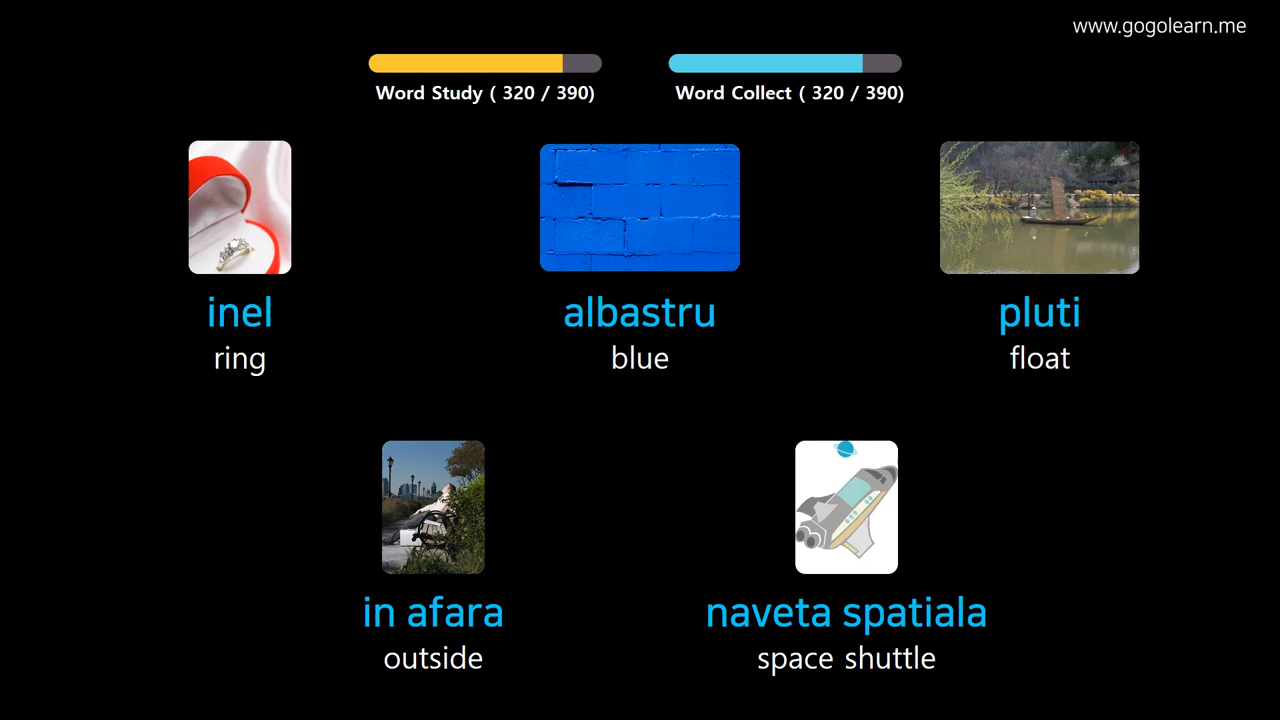 www.gogolearn.me
Word Study ( 320 / 390)
Word Collect ( 320 / 390)
inel
ring
albastru
blue
pluti
float
in afara
outside
naveta spatiala
space shuttle